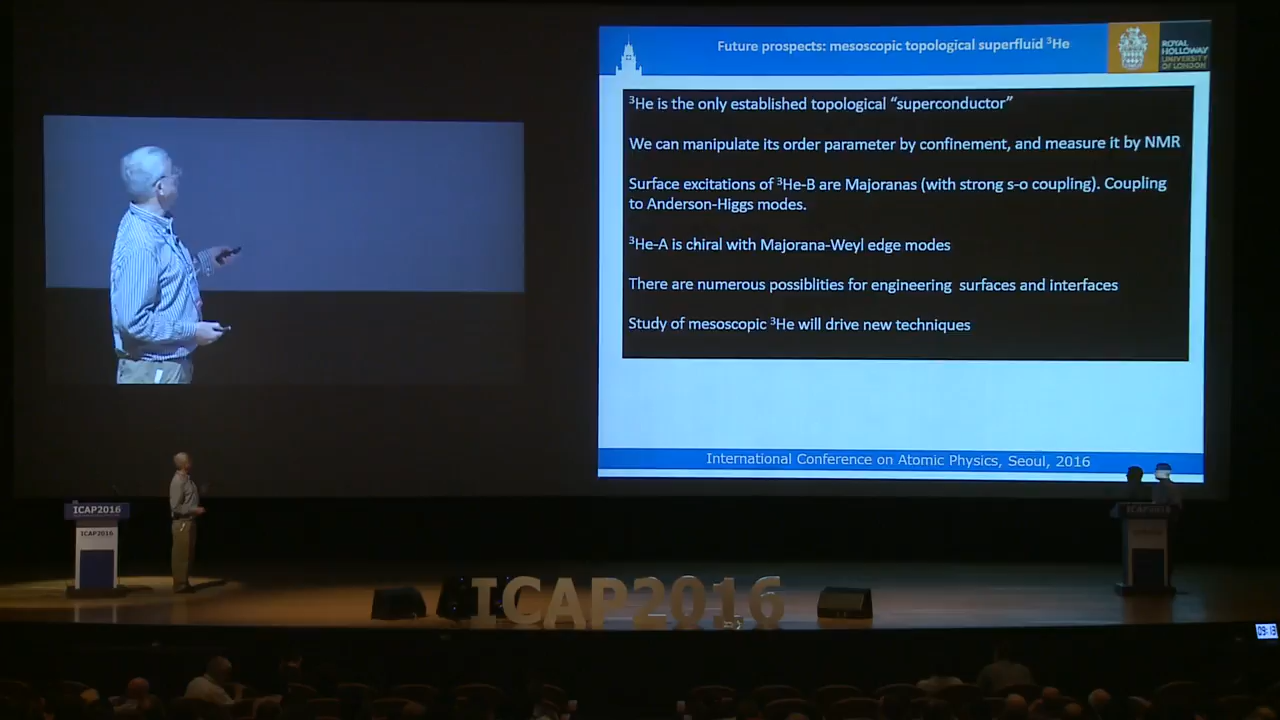 Future prospects: mesoscopic topological superfluid ³He
ROYAL
HOLLOWAY
UNIVERSITY
OF LONDON
³He is the only established topological “superconductor”
We can manipulate its order parameter by confinement, and measure it by NMR
Surface excitations of ³He-B are Majoranas (with strong s-o coupling). Coupling
to Anderson-Higgs modes.
³He-A is chiral with Majorana-Weyl edge modes
There are numerous possiblities for engineering surfaces and interfaces
Study of mesoscopic ³He will drive new techniques
International Conference on Atomic Physics, Seoul, 2016
ICAP2016
ICAP2016
ICAP2016
ICAP2016